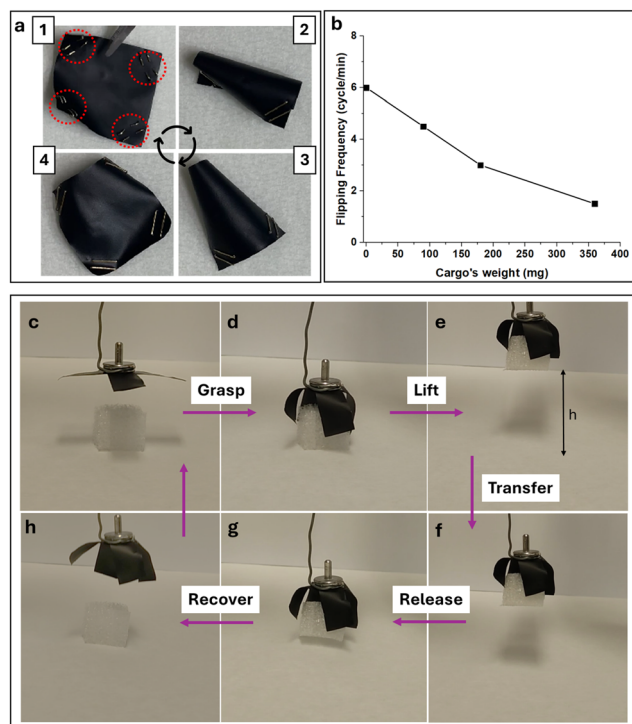 a
1
2
4
3
b
Flipping Frequency (cycle/min)
8
6
4
2
0
0 50 100 150 200 250 300 350 400
Cargo's weight (mg)
c
d
e
Grasp
Lift
h
Transfer
h
g
f
Recover
Release